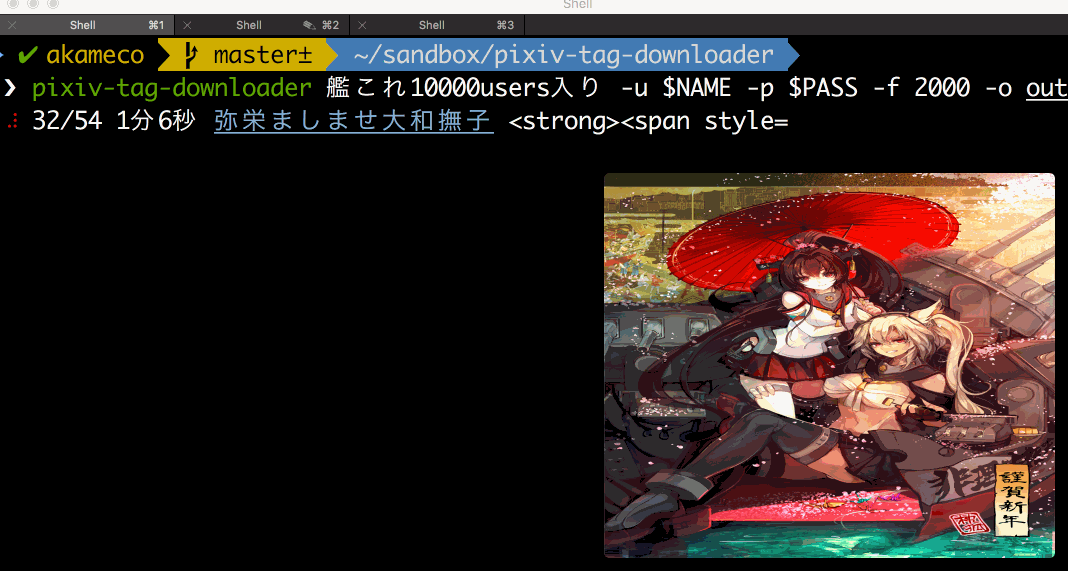 Shell
Shell ⌘1 Shell ⌘2 Shell ⌘3
✔ akameco master± ~/sandbox/pixiv-tag-downloader
❯ pixiv-tag-downloader 艦これ10000users入り -u $NAME -p $PASS -f 2000 -o out
32/54 1分6秒 弥栄ましませ大和撫子 <strong><span style=
謹賀新年